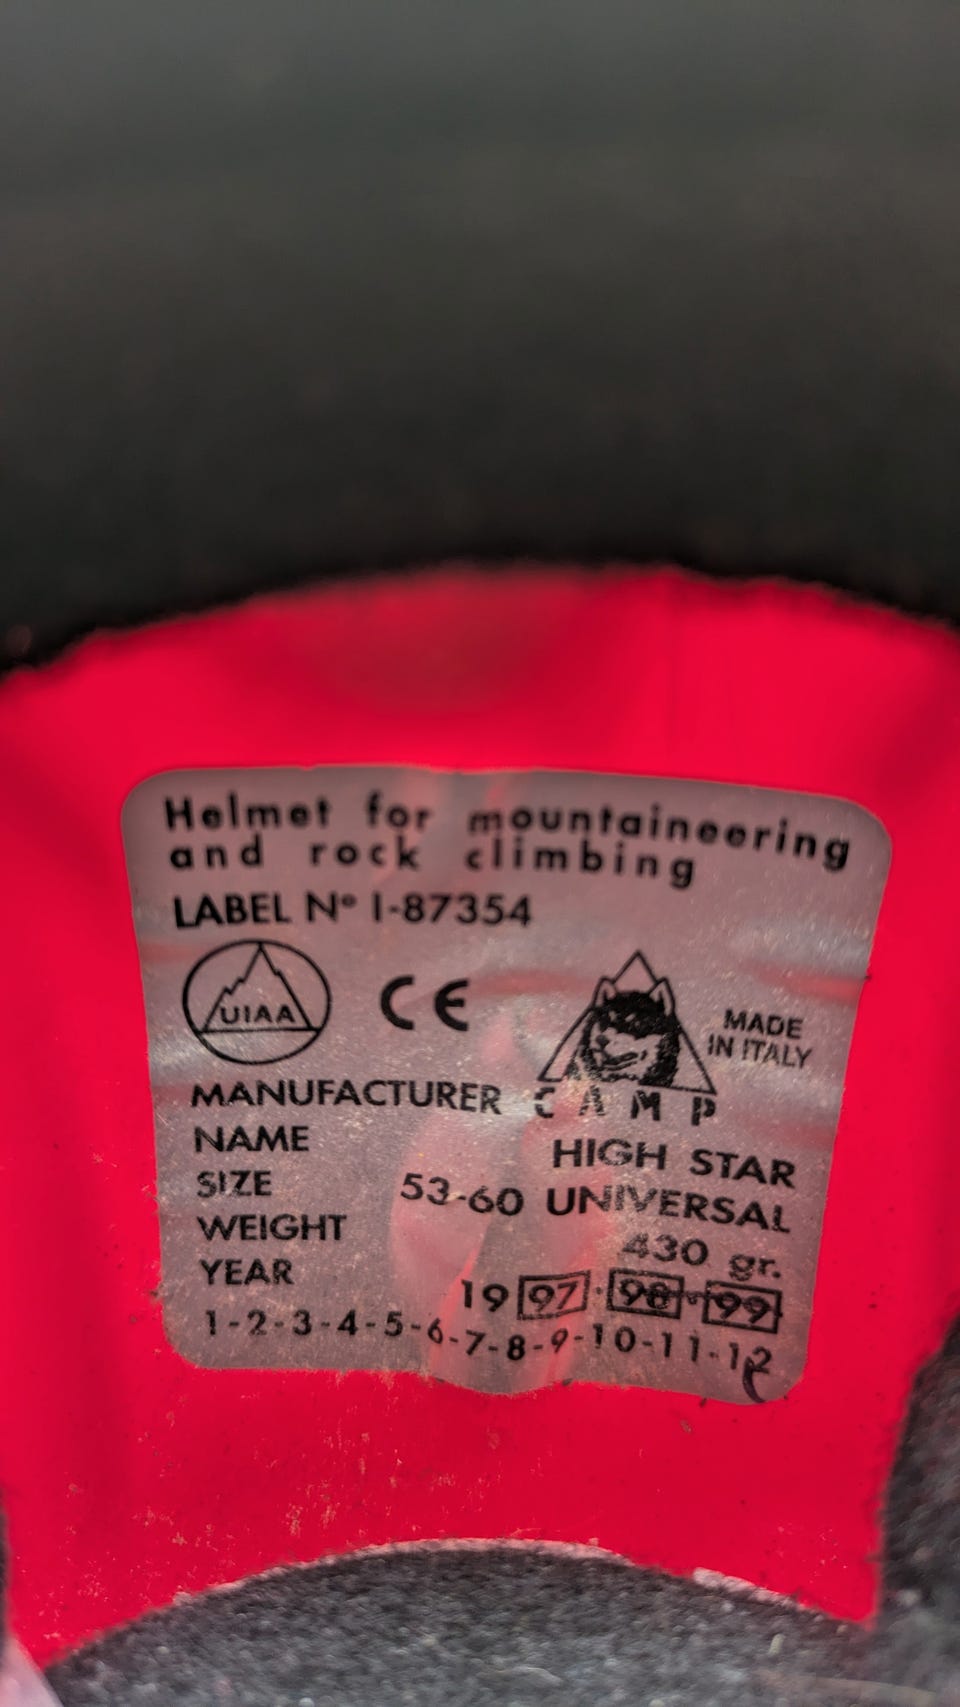 Helmet for mountaineering
and rock climbing
LABEL N° I-87354
UIAA
CE
MADE
IN ITALY
MANUFACTURER CAMP
NAME HIGH STAR
SIZE 53-60 UNIVERSAL
WEIGHT 430 gr.
YEAR 19 97 - 98 - 99
1-2-3-4-5-6-7-8-9-10-11-12